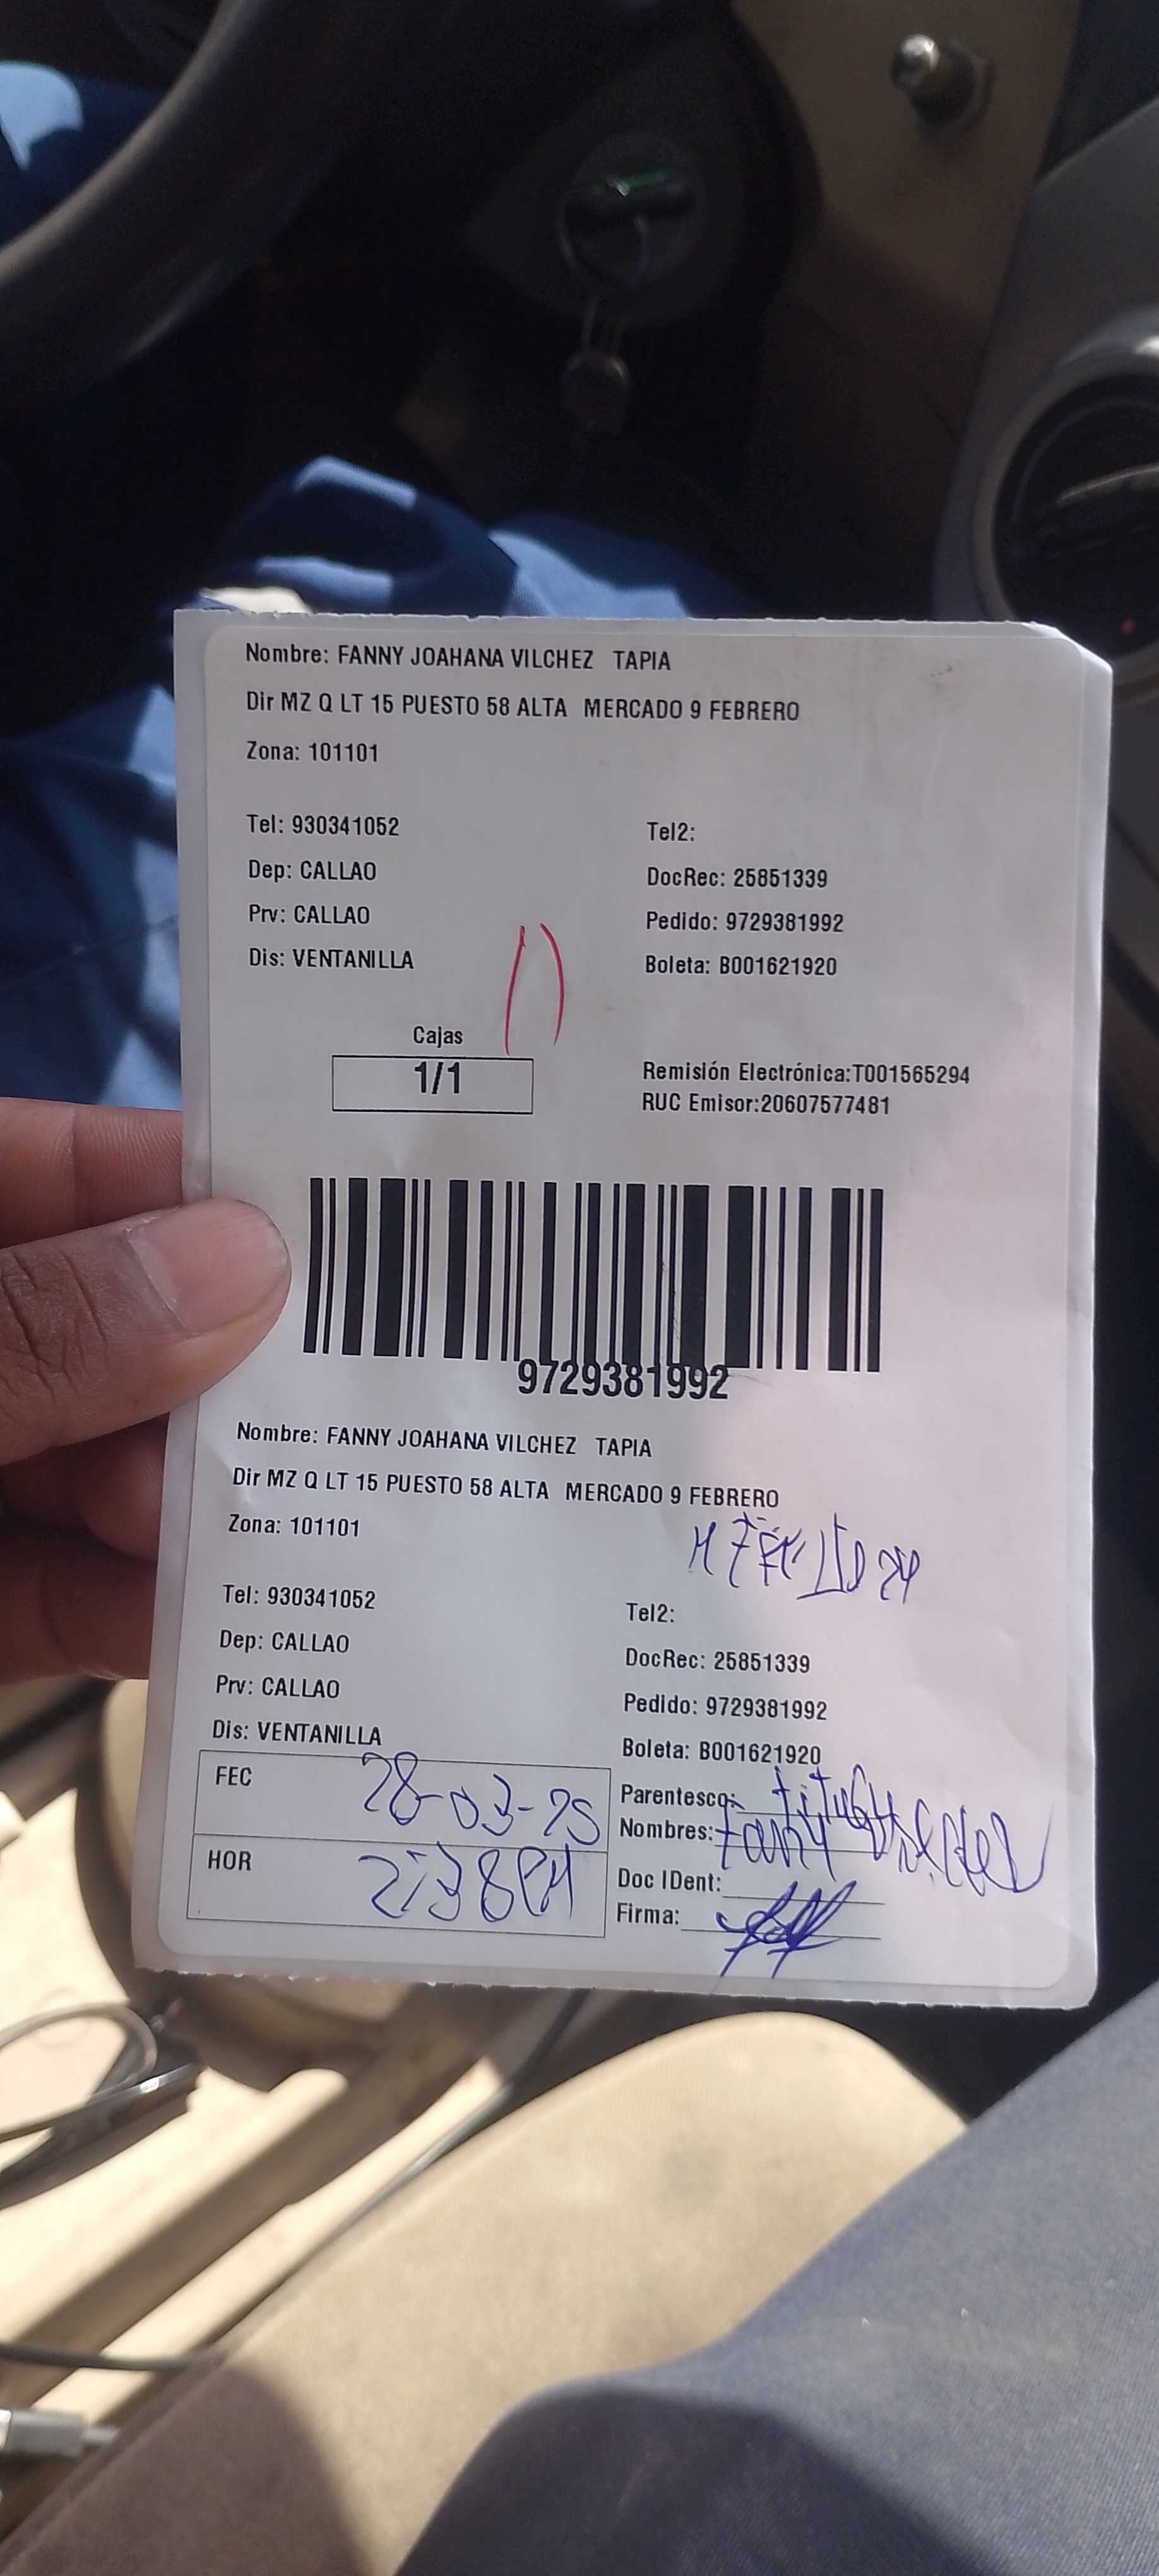 Nombre: FANNY JOAHANA VILCHEZ TAPIA
Dir MZ Q LT 15 PUESTO 58 ALTA MERCADO 9 FEBRERO
Zona: 101101
Tel: 930341052
Tel2:
Dep: CALLAO
DocRec: 25851339
Prv: CALLAO
Pedido: 9729381992
Dis: VENTANILLA
Boleta: B001621920
Cajas
1/1
Remisión Electrónica:T001565294
RUC Emisor:20607577481
9729381992
Nombre: FANNY JOAHANA VILCHEZ TAPIA
Dir MZ Q LT 15 PUESTO 58 ALTA MERCADO 9 FEBRERO
Zona: 101101
Tel: 930341052
Tel2:
Dep: CALLAO
DocRec: 25851339
Prv: CALLAO
Pedido: 9729381992
Dis: VENTANILLA
Boleta: B001621920
FEC 28-03-25
Parentesco:
Nombres: Fanny
HOR 2:38PM
Doc IDent:
Firma: